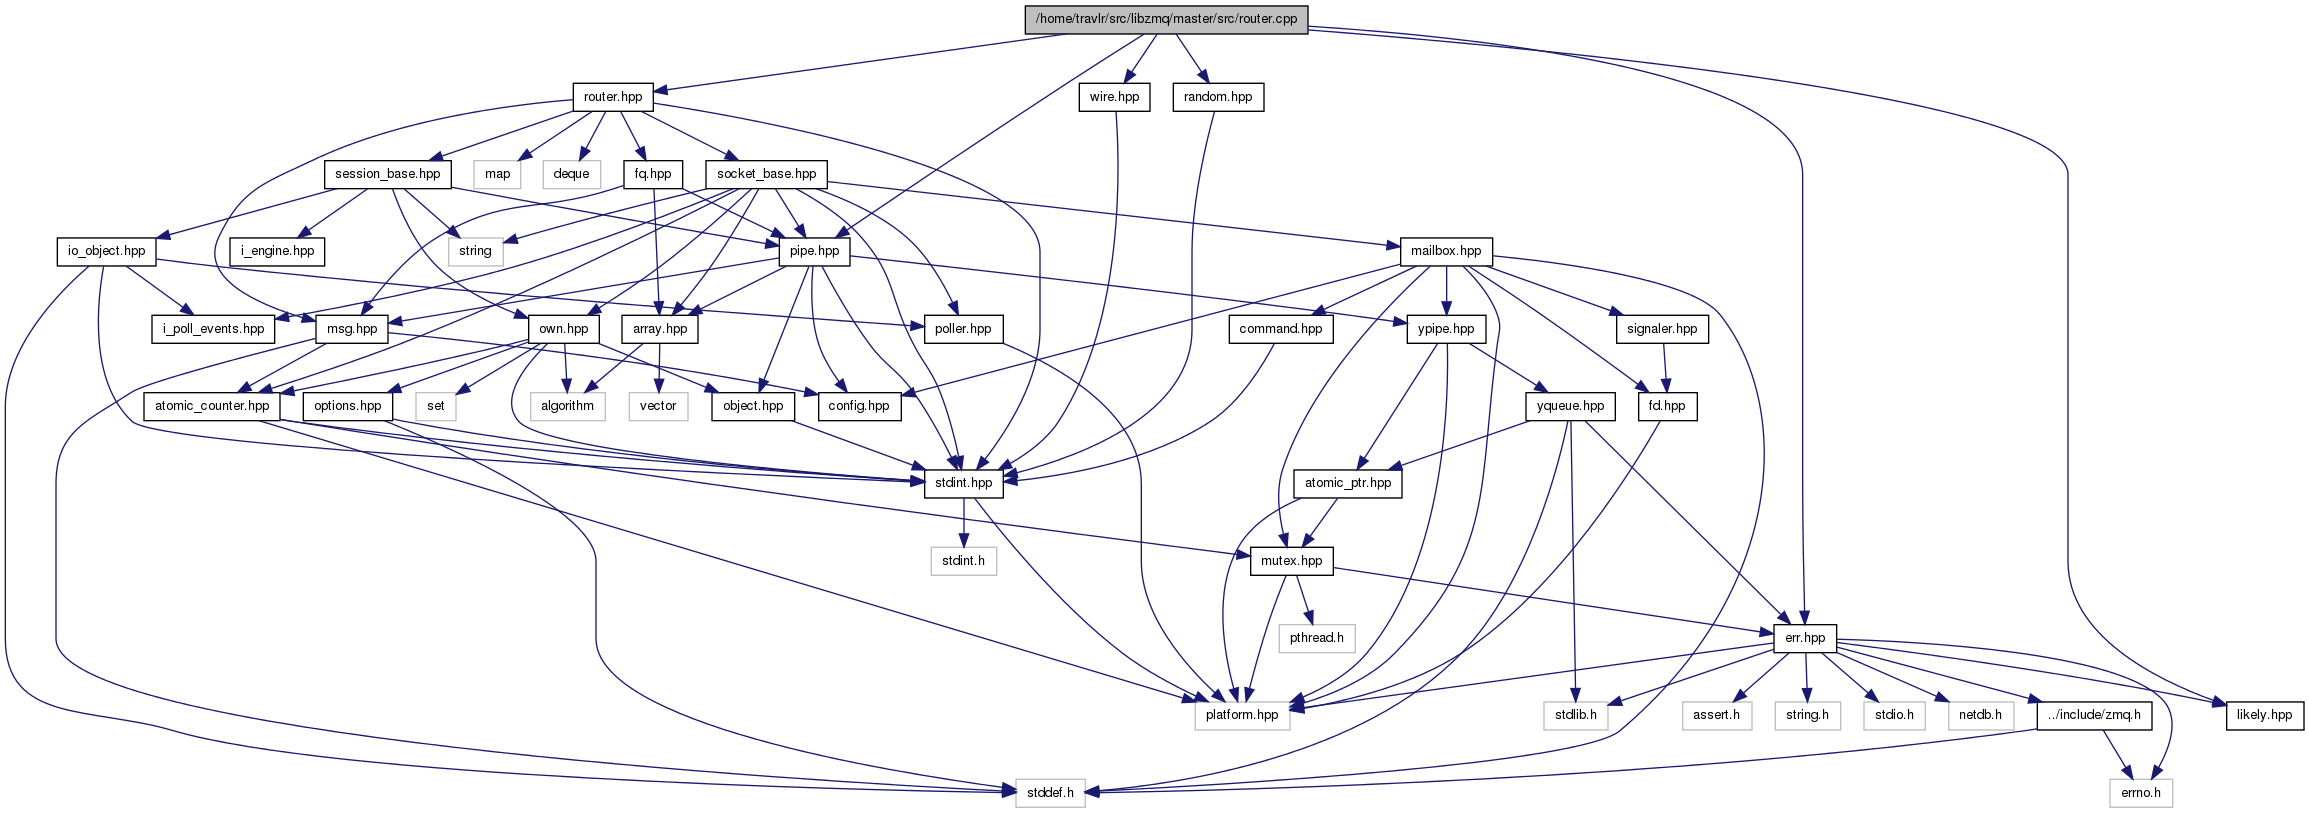 /home/travlr/src/libzmq/master/src/router.cpp
router.hpp
wire.hpp
random.hpp
session_base.hpp
map
deque
fq.hpp
socket_base.hpp
io_object.hpp
i_engine.hpp
string
pipe.hpp
mailbox.hpp
i_poll_events.hpp
msg.hpp
own.hpp
array.hpp
poller.hpp
command.hpp
ypipe.hpp
signaler.hpp
atomic_counter.hpp
options.hpp
set
algorithm
vector
object.hpp
config.hpp
yqueue.hpp
fd.hpp
stdint.hpp
atomic_ptr.hpp
stdint.h
mutex.hpp
pthread.h
err.hpp
platform.hpp
stdlib.h
assert.h
string.h
stdio.h
netdb.h
../include/zmq.h
likely.hpp
stddef.h
errno.h